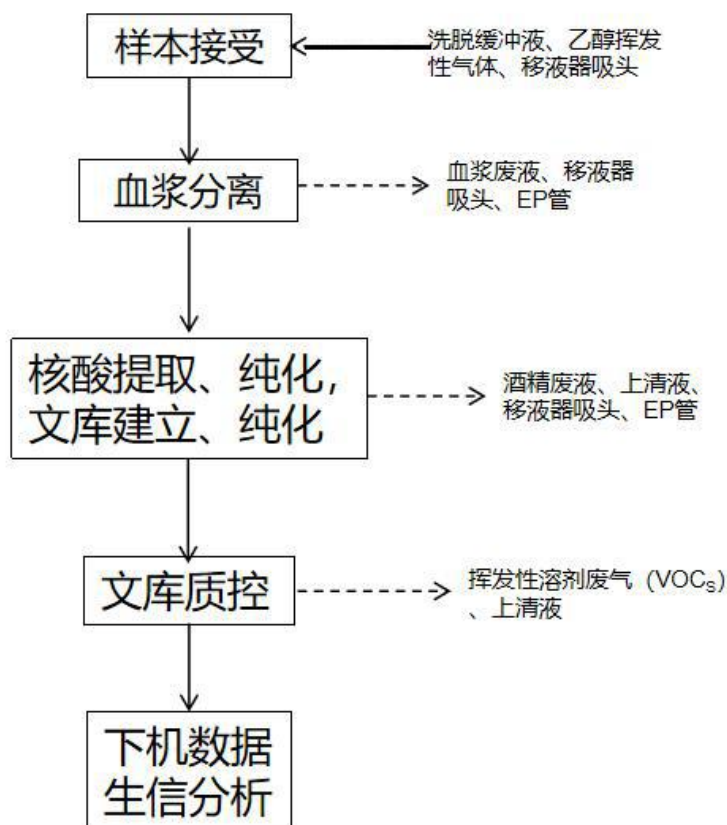 样本接受
洗脱缓冲液、乙醇挥发
性气体、移液器吸头
血浆分离
血浆废液、移液器
吸头、EP管
核酸提取、纯化,
文库建立、纯化
酒精废液、上清液、
移液器吸头、EP管
文库质控
挥发性溶剂废气（VOCs）
、上清液
下机数据
生信分析